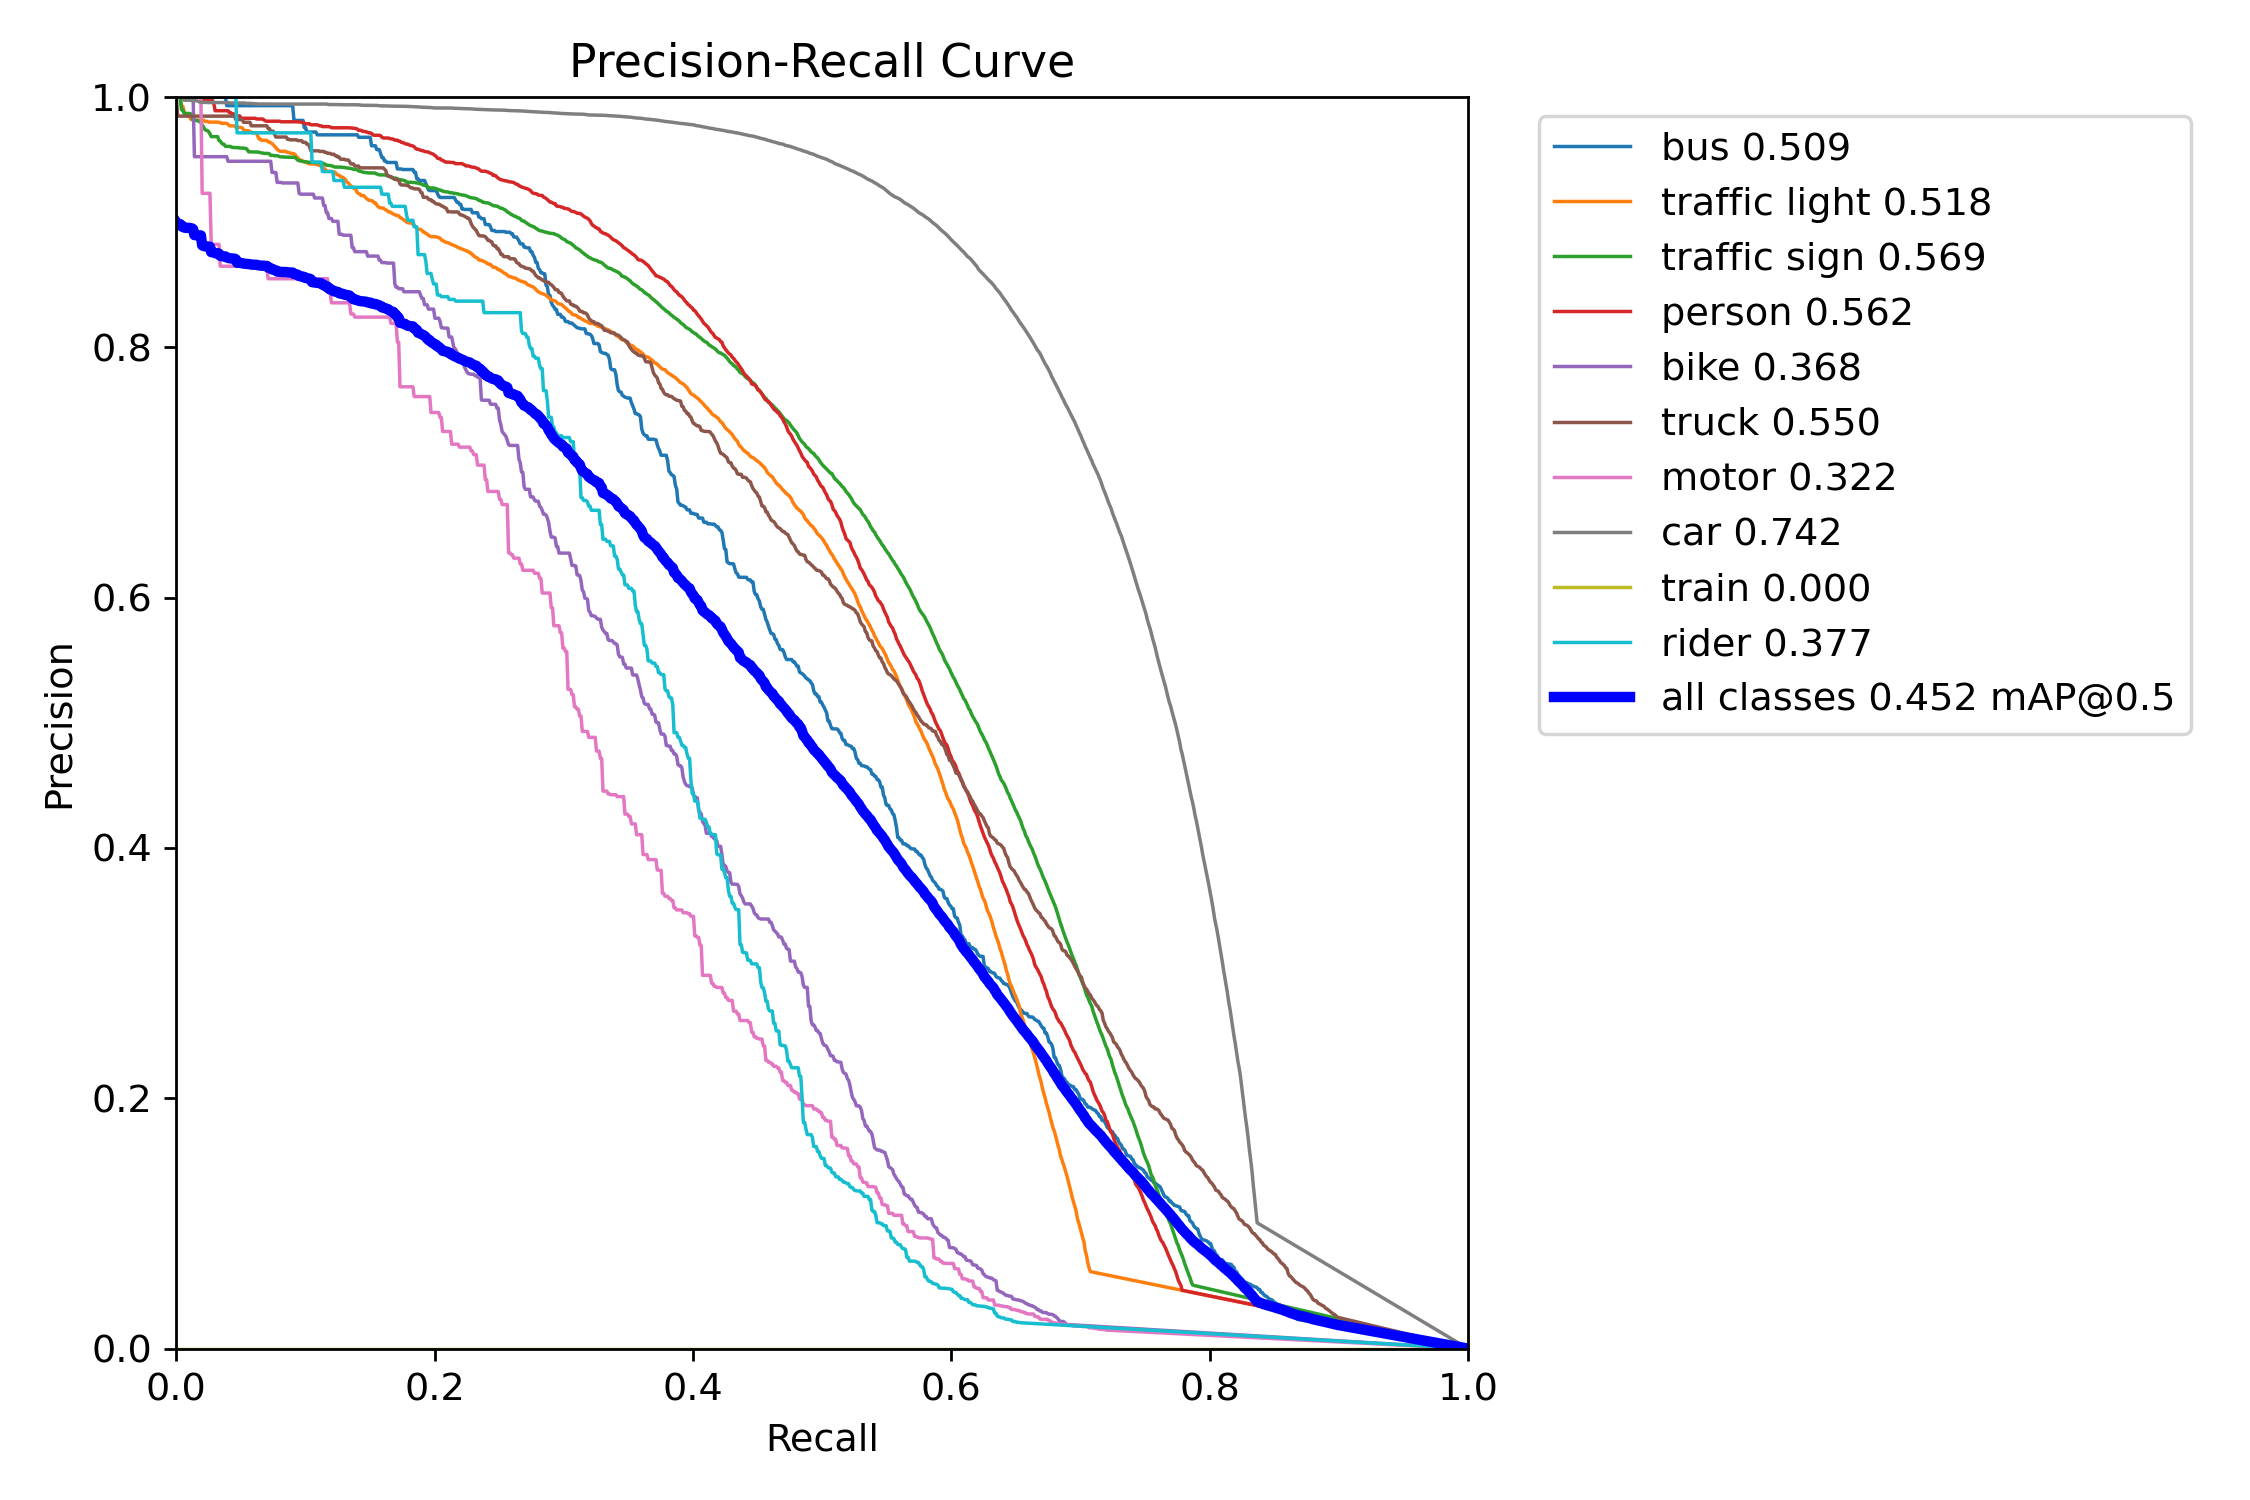 Precision-Recall Curve
1.0
0.8
0.6
0.4
0.2
0.0
Precision
0.0 0.2 0.4 0.6 0.8 1.0
Recall
bus 0.509
traffic light 0.518
traffic sign 0.569
person 0.562
bike 0.368
truck 0.550
motor 0.322
car 0.742
train 0.000
rider 0.377
all classes 0.452 mAP@0.5